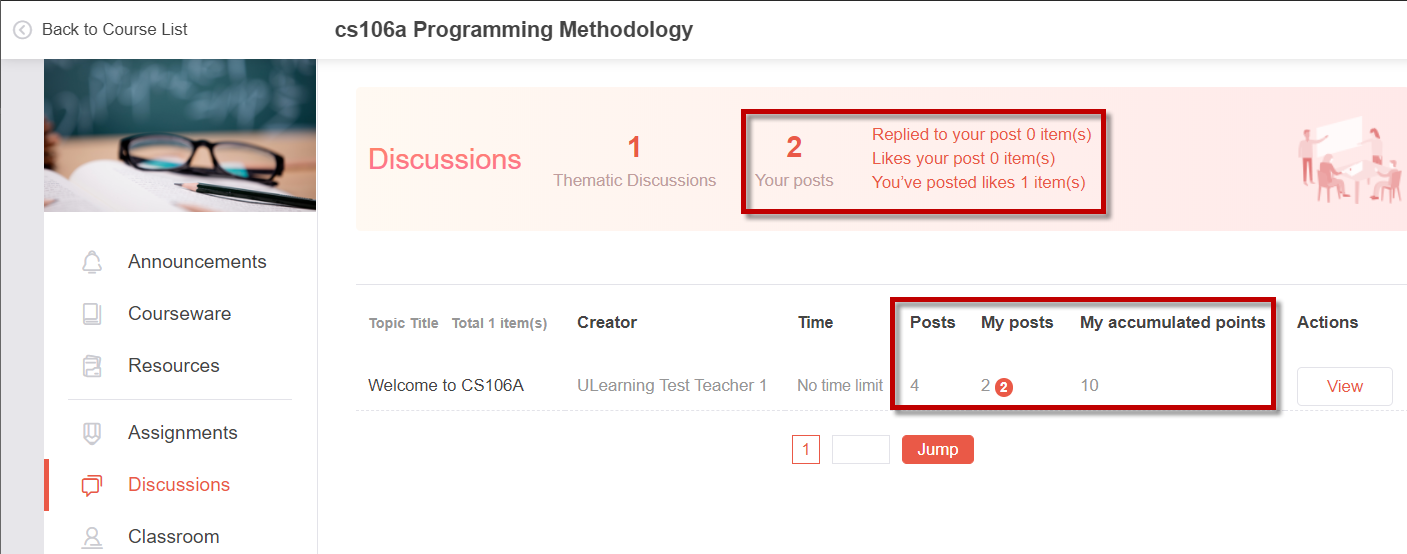 Back to Course List
cs106a Programming Methodology
Discussions
1
Thematic Discussions
2
Your posts
Replied to your post 0 item(s)
Likes your post 0 item(s)
You’ve posted likes 1 item(s)
Announcements
Courseware
Resources
Assignments
Discussions
Classroom
Topic Title Total 1 item(s) Creator Time Posts My posts My accumulated points Actions
Welcome to CS106A ULearning Test Teacher 1 No time limit 4 2 2 10 View
1 Jump